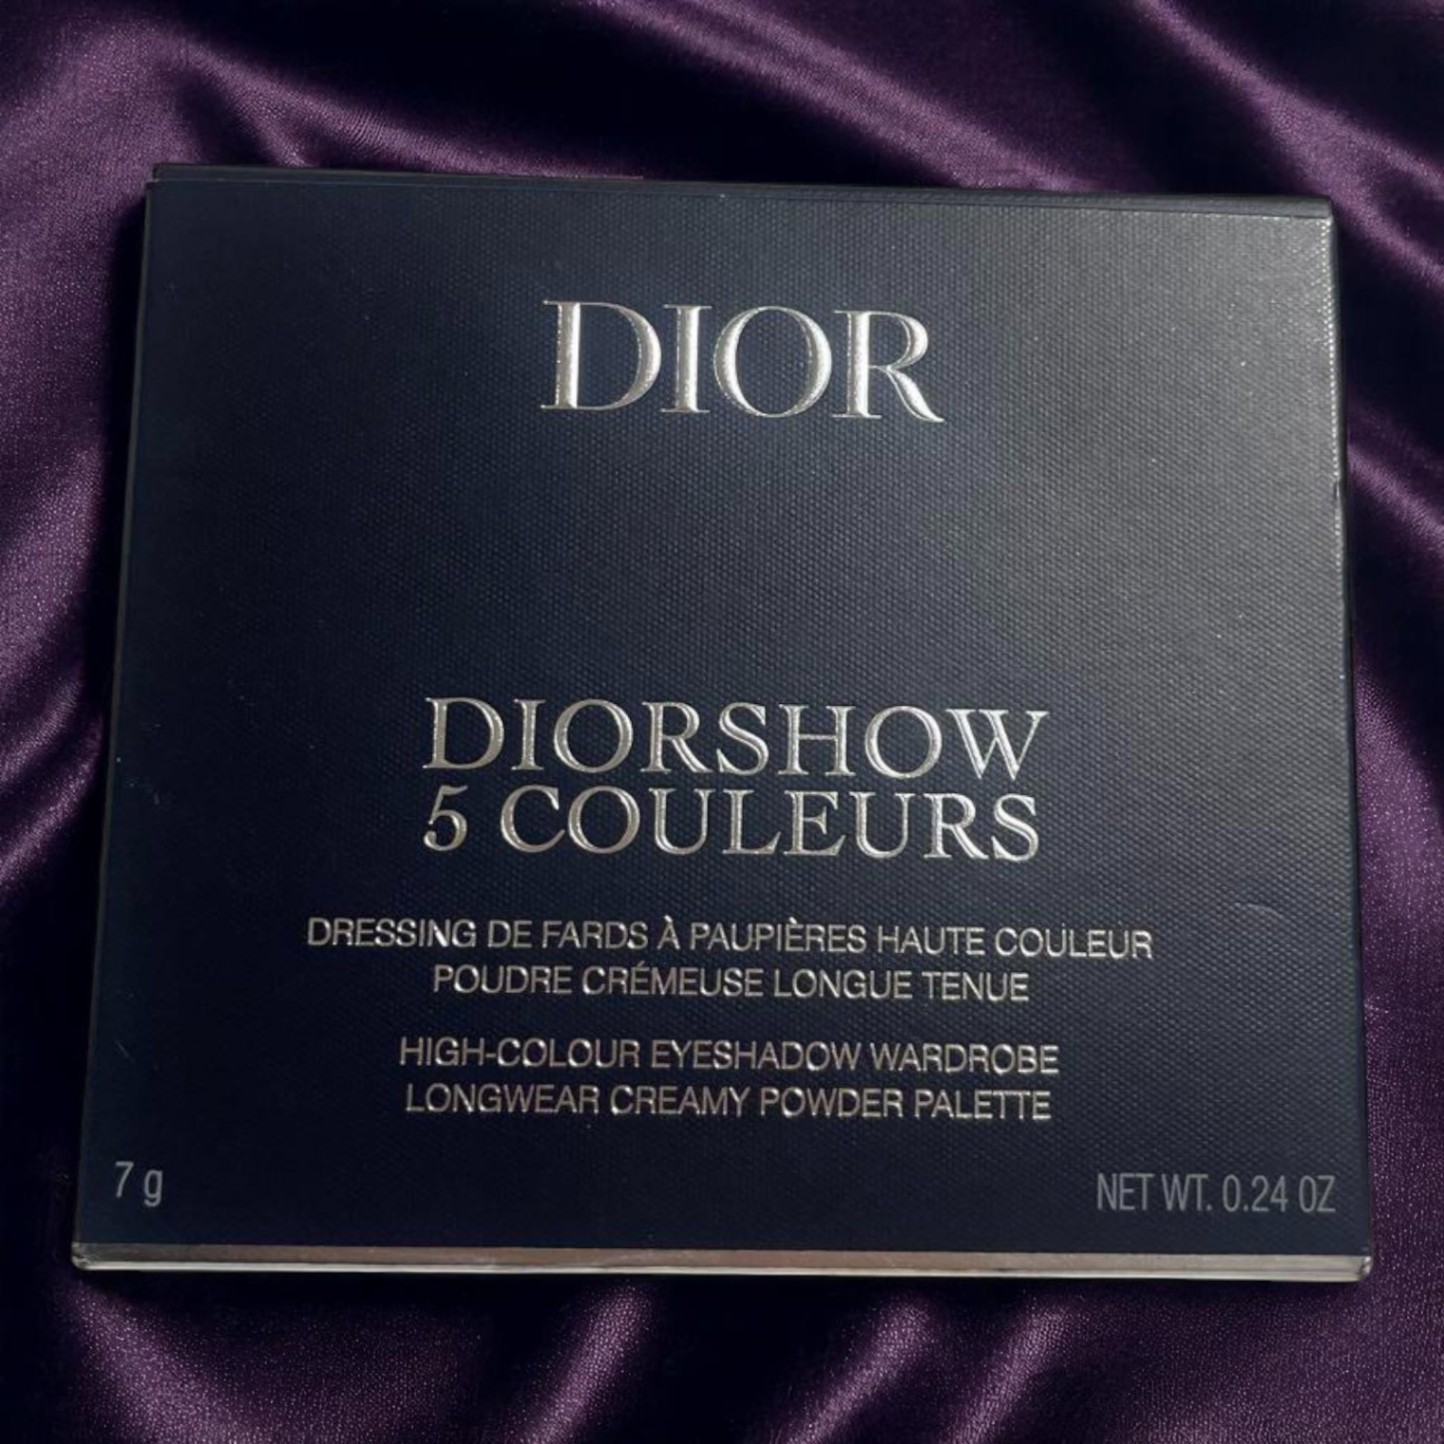 DIOR
DIORSHOW
5 COULEURS
DRESSING DE FARDS À PAUPIÈRES HAUTE COULEUR
POUDRE CRÉMEUSE LONGUE TENUE
HIGH-COLOUR EYESHADOW WARDROBE
LONGWEAR CREAMY POWDER PALETTE
7 g
NET WT. 0.24 OZ